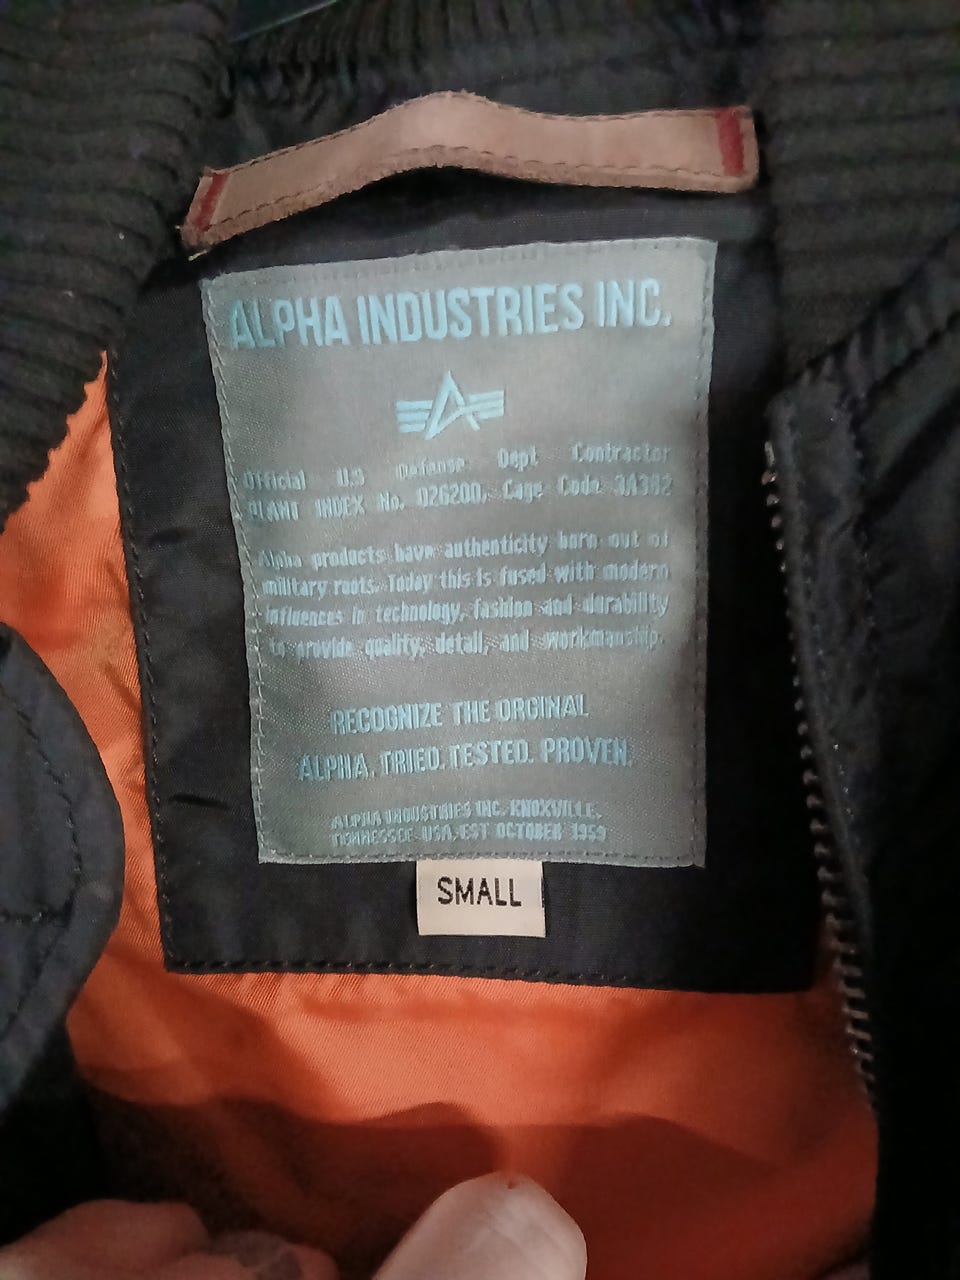 ALPHA INDUSTRIES INC.
Official U.S Defense Dept Contractor
PLANT INDEX No. 026200, Cage Code 3A382
Alpha products have authenticity born out of
military roots. Today this is fused with modern
influences in technology, fashion and durability
to provide quality, detail, and workmanship.
RECOGNIZE THE ORGINAL
ALPHA. TRIED. TESTED. PROVEN.
ALPHA INDUSTRIES INC. KNOXVILLE,
TENNESSEE USA, EST OCTOBER 1959
SMALL